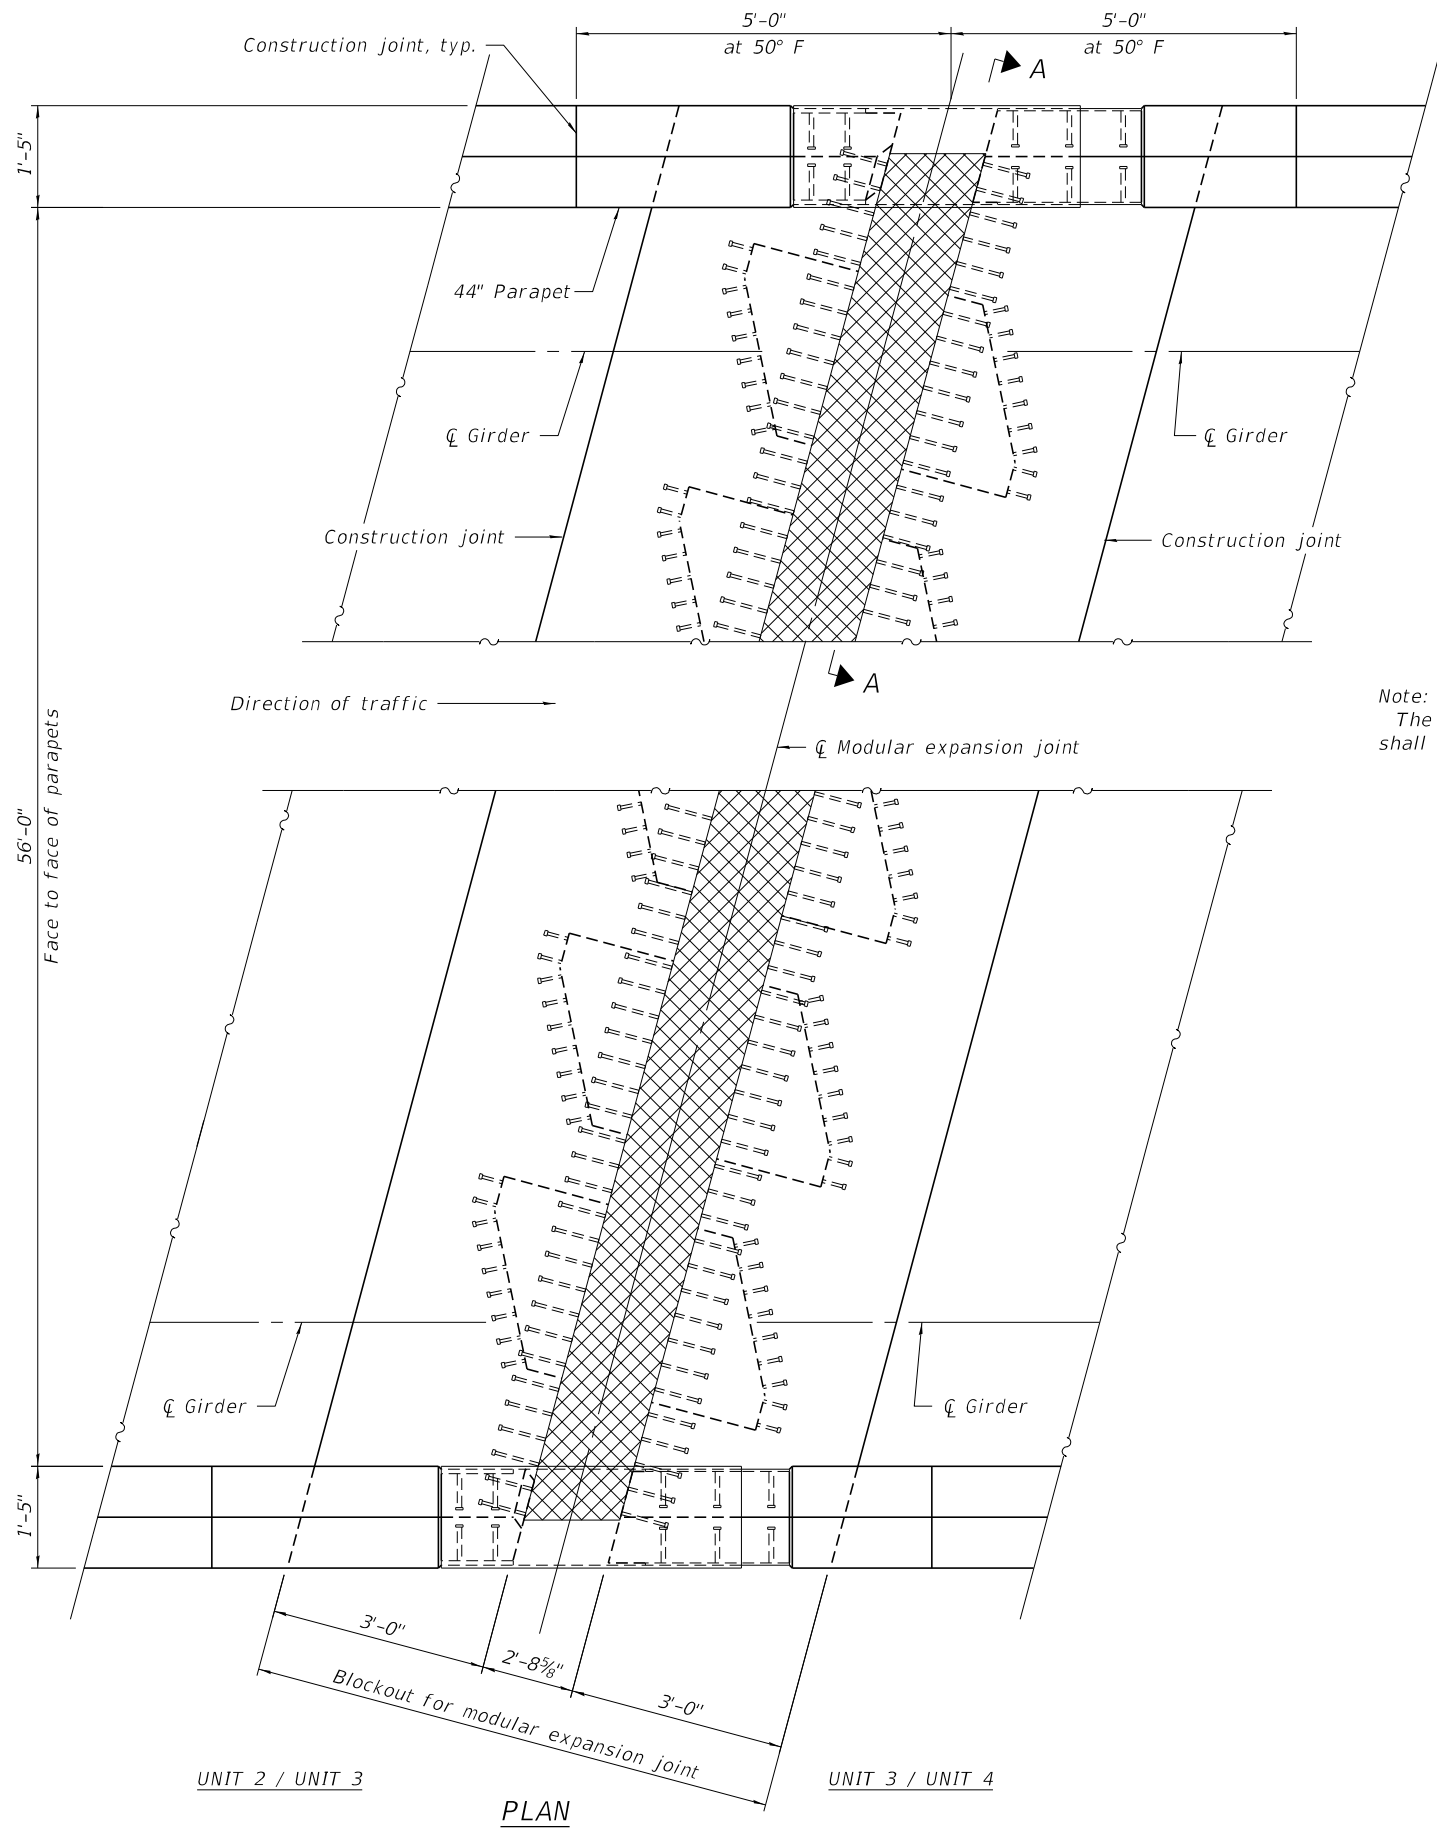 5'-0"
at 50° F
5'-0"
at 50° F
Construction joint, typ.
A
1'-5"
44" Parapet
℄ Girder
℄ Girder
Construction joint
Construction joint
A
Direction of traffic
Note:
The
shall
℄ Modular expansion joint
56'-0"
Face to face of parapets
℄ Girder
℄ Girder
1'-5"
3'-0"
2'-8⅝"
3'-0"
Blockout for modular expansion joint
UNIT 2 / UNIT 3
UNIT 3 / UNIT 4
PLAN